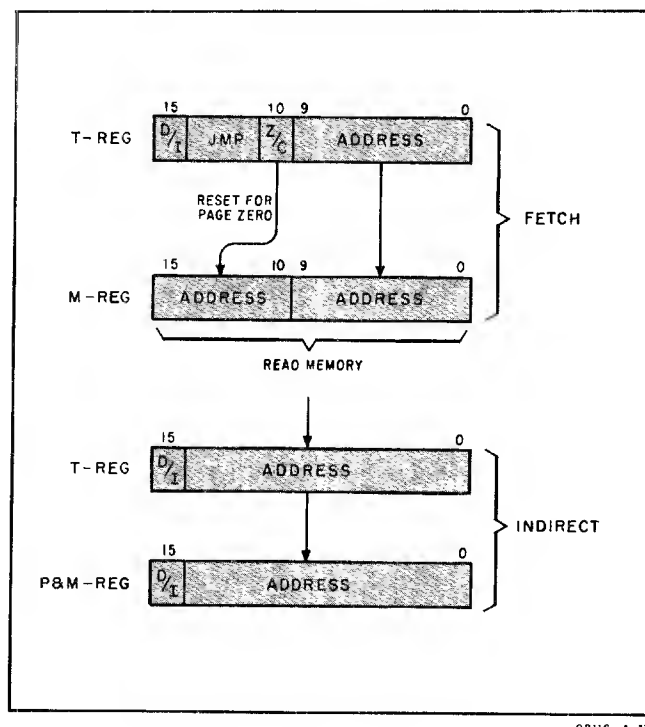 15 10 9 0
T-REG D/I JMP Z/C ADDRESS
RESET FOR
PAGE ZERO
FETCH
15 10 9 0
M-REG ADDRESS ADDRESS
READ MEMORY
15 0
T-REG D/I ADDRESS
INDIRECT
15 0
P&M-REG D/I ADDRESS